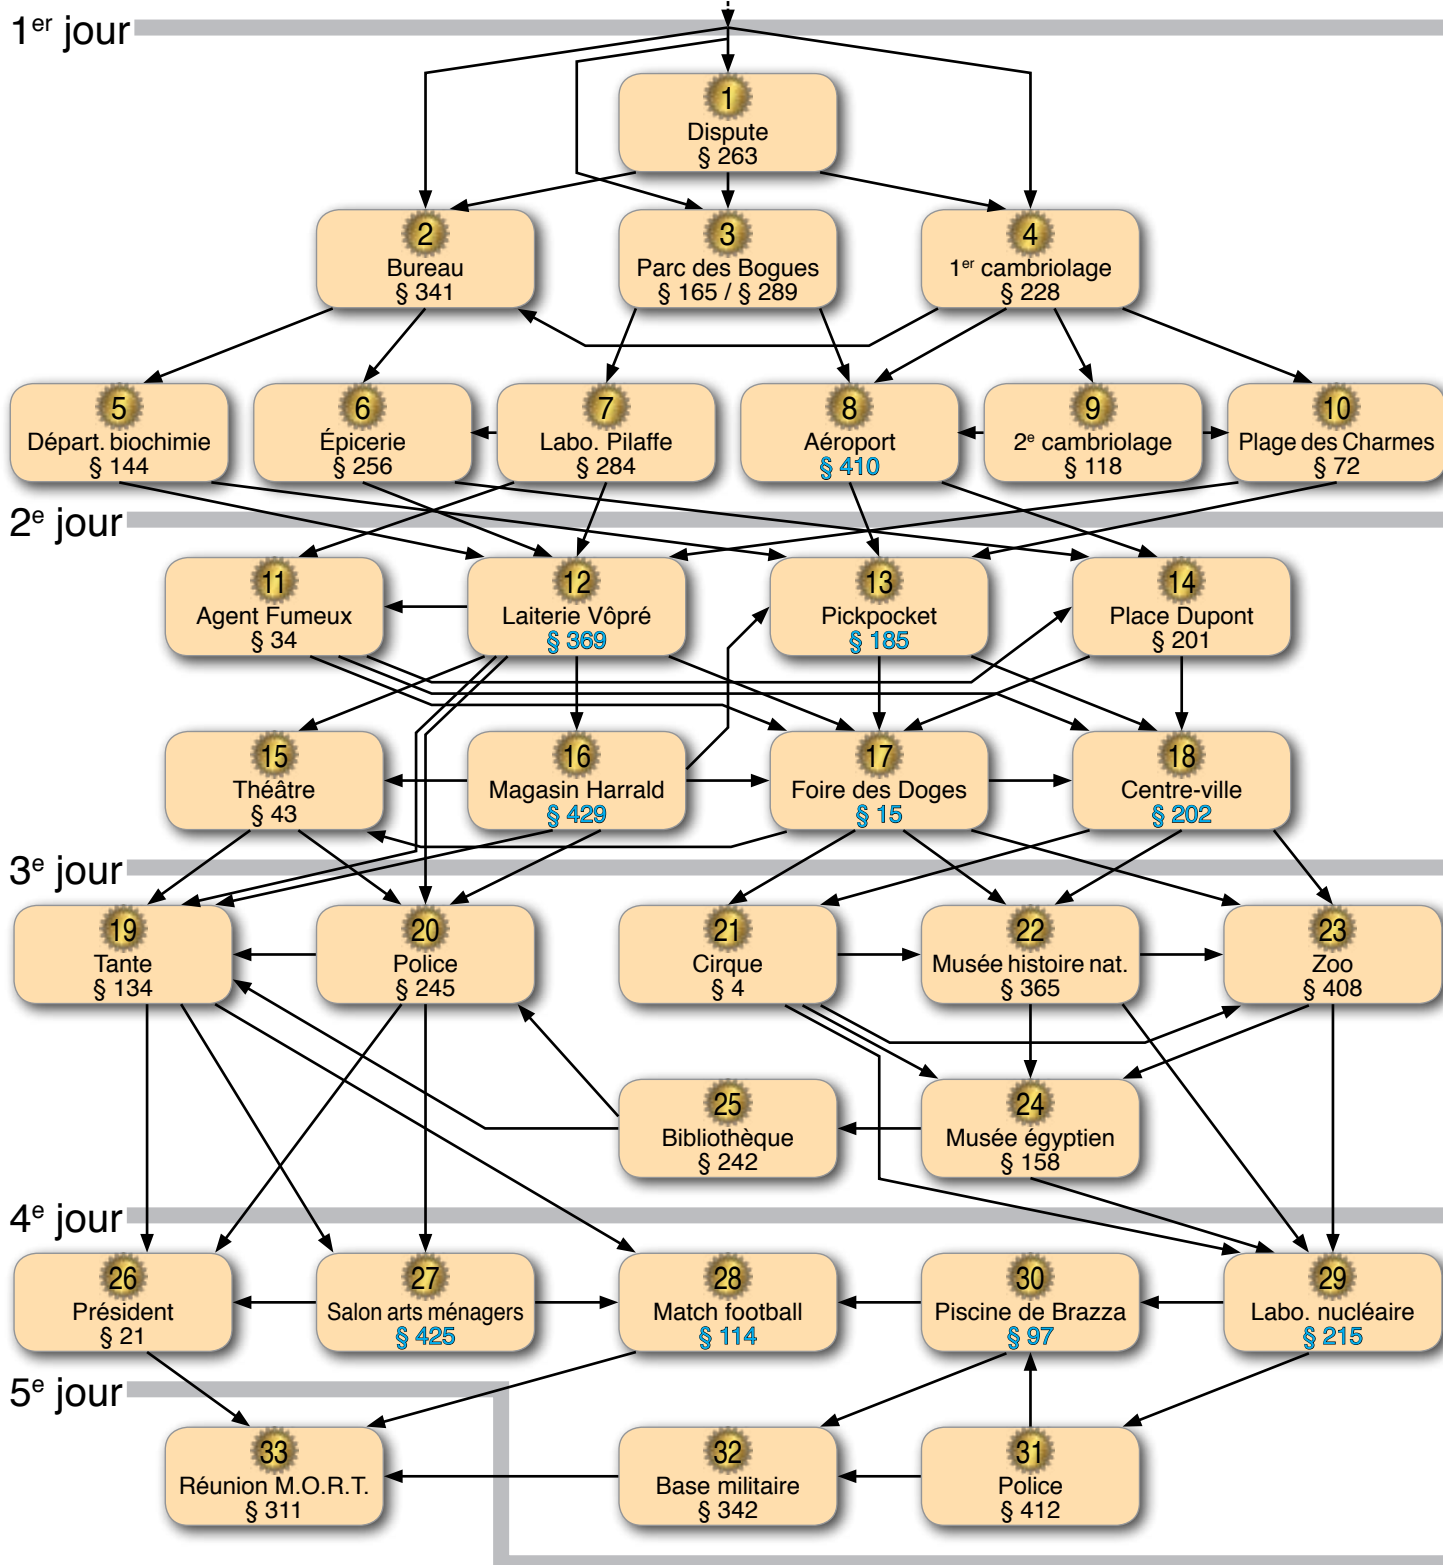 1er jour
1
Dispute
§ 263
2
Bureau
§ 341
3
Parc des Bogues
§ 165 / § 289
4
1er cambriolage
§ 228
5
Départ. biochimie
§ 144
6
Épicerie
§ 256
7
Labo. Pilaffe
§ 284
8
Aéroport
§ 410
9
2e cambriolage
§ 118
10
Plage des Charmes
§ 72
2e jour
11
Agent Fumeux
§ 34
12
Laiterie Vôpré
§ 369
13
Pickpocket
§ 185
14
Place Dupont
§ 201
15
Théâtre
§ 43
16
Magasin Harrald
§ 429
17
Foire des Doges
§ 15
18
Centre-ville
§ 202
3e jour
19
Tante
§ 134
20
Police
§ 245
21
Cirque
§ 4
22
Musée histoire nat.
§ 365
23
Zoo
§ 408
25
Bibliothèque
§ 242
24
Musée égyptien
§ 158
4e jour
26
Président
§ 21
27
Salon arts ménagers
§ 425
28
Match football
§ 114
30
Piscine de Brazza
§ 97
29
Labo. nucléaire
§ 215
5e jour
33
Réunion M.O.R.T.
§ 311
32
Base militaire
§ 342
31
Police
§ 412